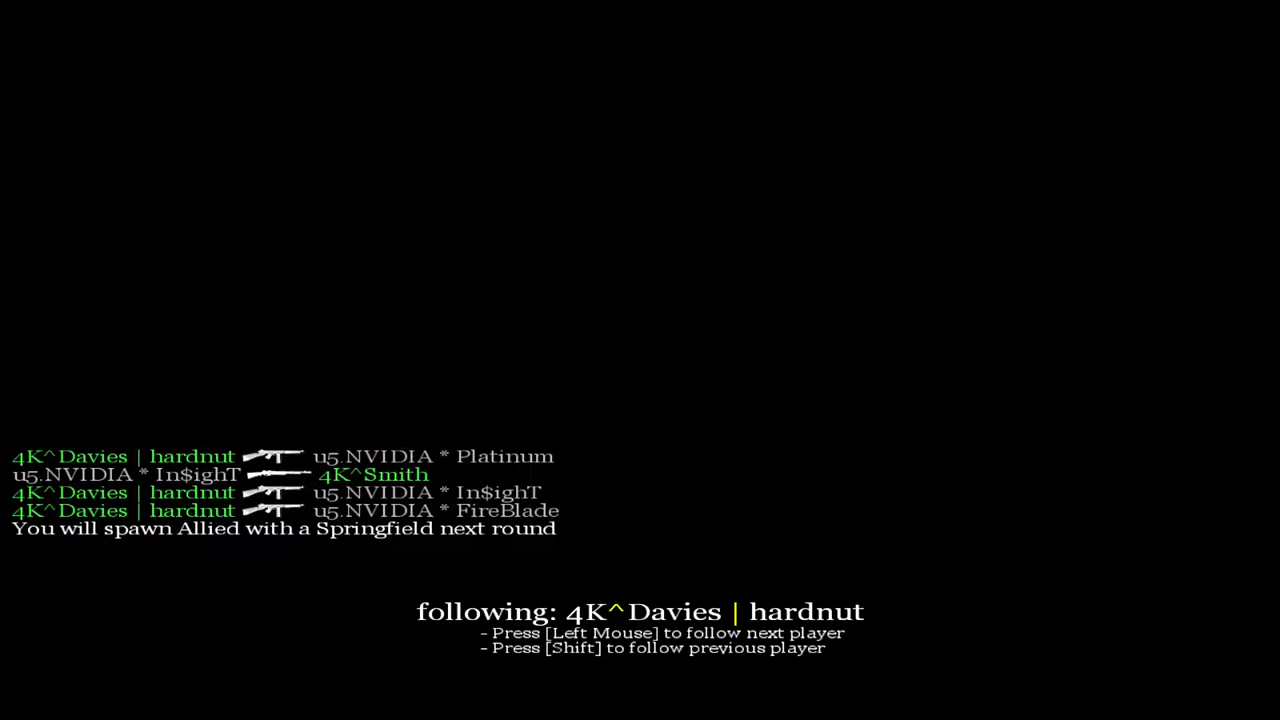 4K^Davies | hardnut u5.NVIDIA * Platinum
u5.NVIDIA * In$ighT 4K^Smith
4K^Davies | hardnut u5.NVIDIA * In$ighT
4K^Davies | hardnut u5.NVIDIA * FireBlade
You will spawn Allied with a Springfield next round
following: 4K^Davies | hardnut
- Press [Left Mouse] to follow next player
- Press [Shift] to follow previous player